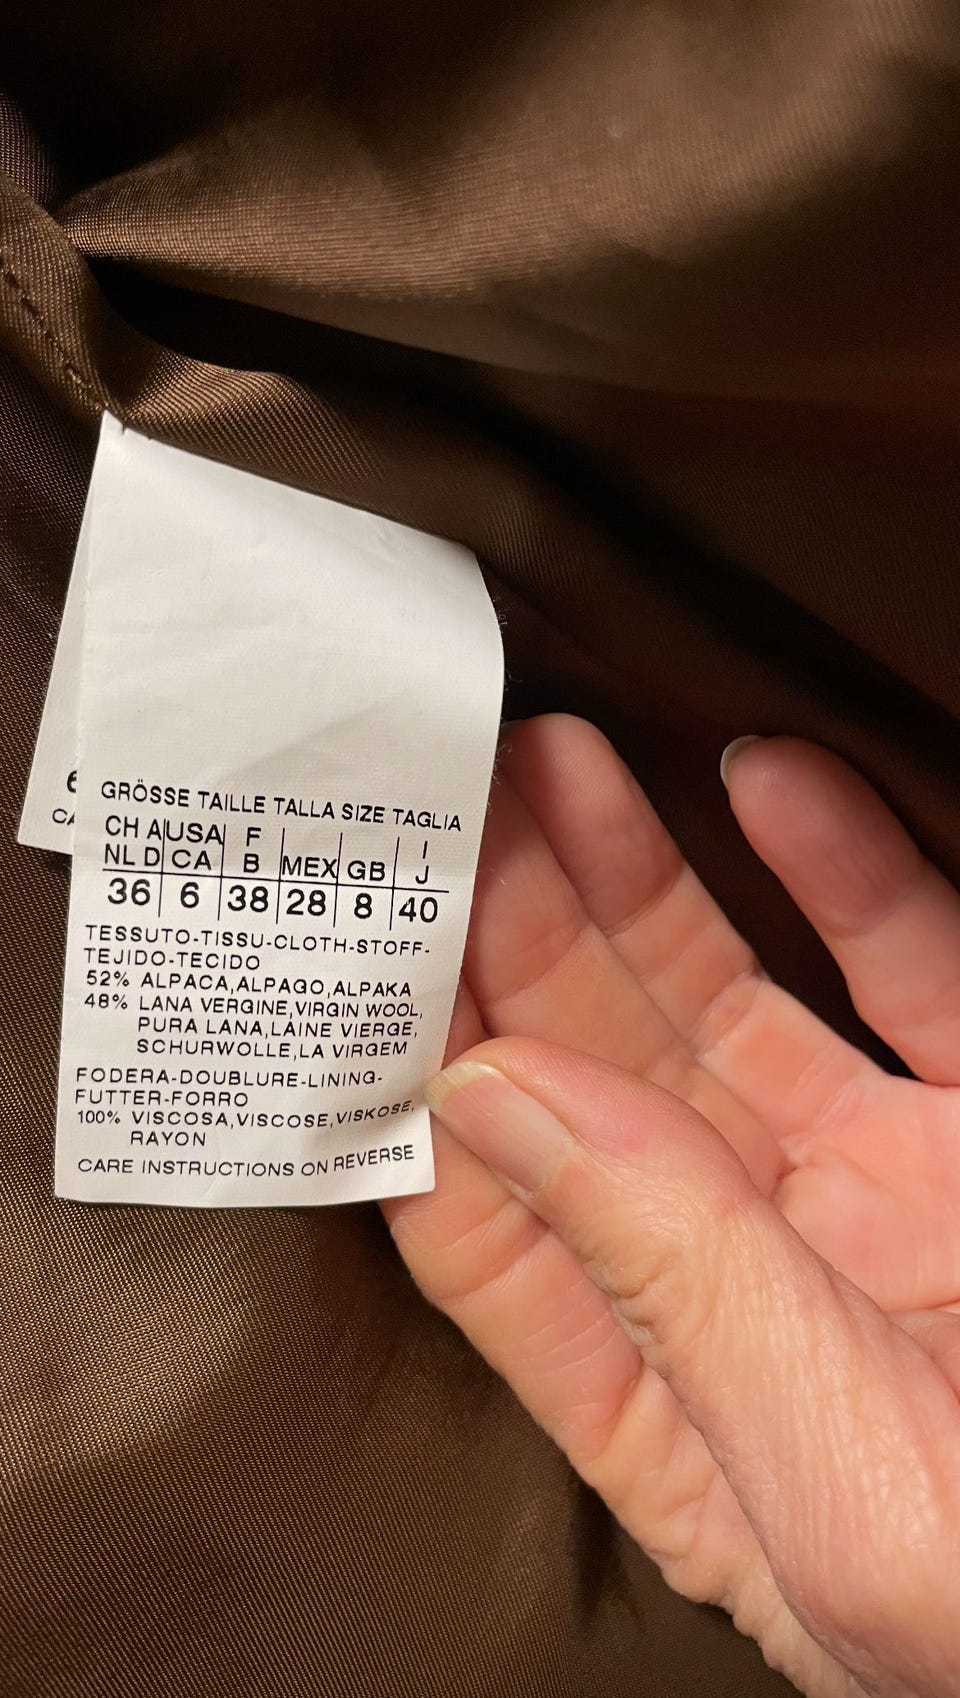 GRÖSSE TAILLE TALLA SIZE TAGLIA
CH A USA F I
NL D CA B MEX GB J
36 6 38 28 8 40
TESSUTO-TISSU-CLOTH-STOFF-
TEJIDO-TECIDO
52% ALPACA,ALPAGO,ALPAKA
48% LANA VERGINE,VIRGIN WOOL,
PURA LANA,LAINE VIERGE,
SCHURWOLLE,LA VIRGEM
FODERA-DOUBLURE-LINING-
FUTTER-FORRO
100% VISCOSA,VISCOSE,VISKOSE,
RAYON
CARE INSTRUCTIONS ON REVERSE